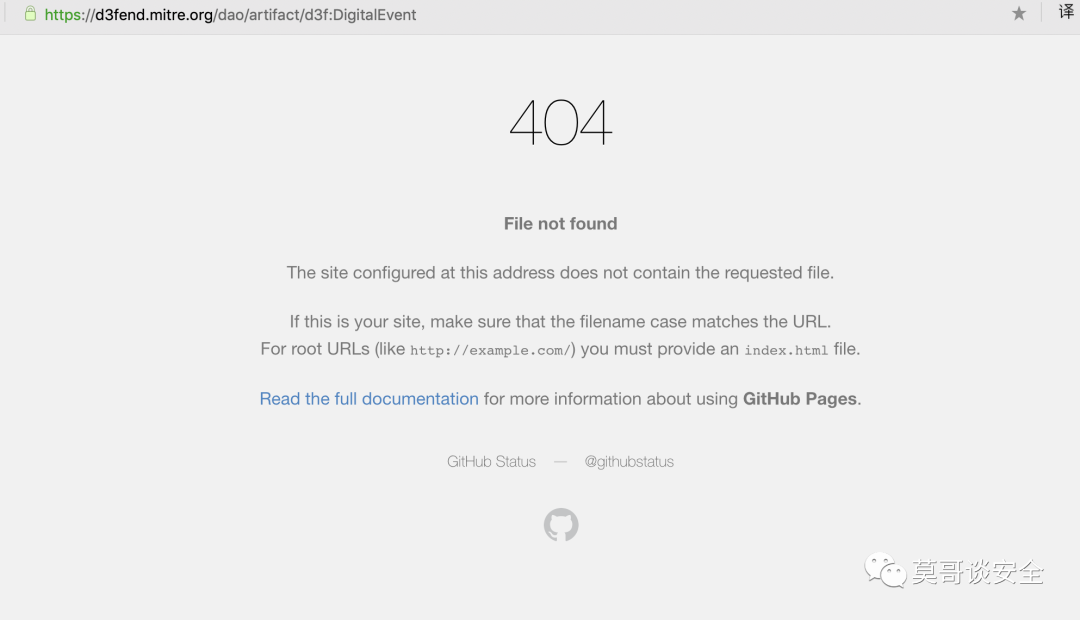 https://d3fend.mitre.org/dao/artifact/d3f:DigitalEvent
译
404
File not found
The site configured at this address does not contain the requested file.
If this is your site, make sure that the filename case matches the URL.
For root URLs (like http://example.com/) you must provide an index.html file.
Read the full documentation for more information about using GitHub Pages.
GitHub Status — @githubstatus
莫哥谈安全